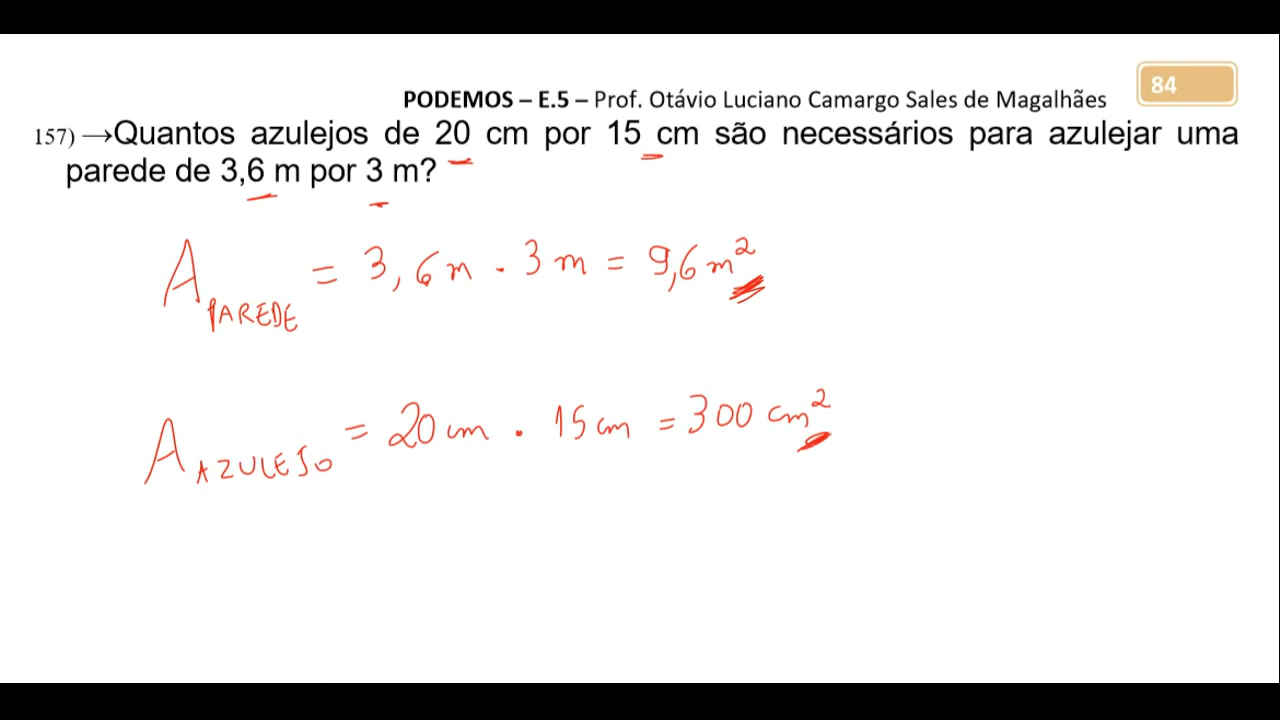 84
PODEMOS – E.5 – Prof. Otávio Luciano Camargo Sales de Magalhães
157) →Quantos azulejos de 20 cm por 15 cm são necessários para azulejar uma
parede de 3,6 m por 3 m?
A PAREDE = 3,6 m . 3 m = 9,6 m²
A AZULEJO = 20 cm . 15 cm = 300 cm²